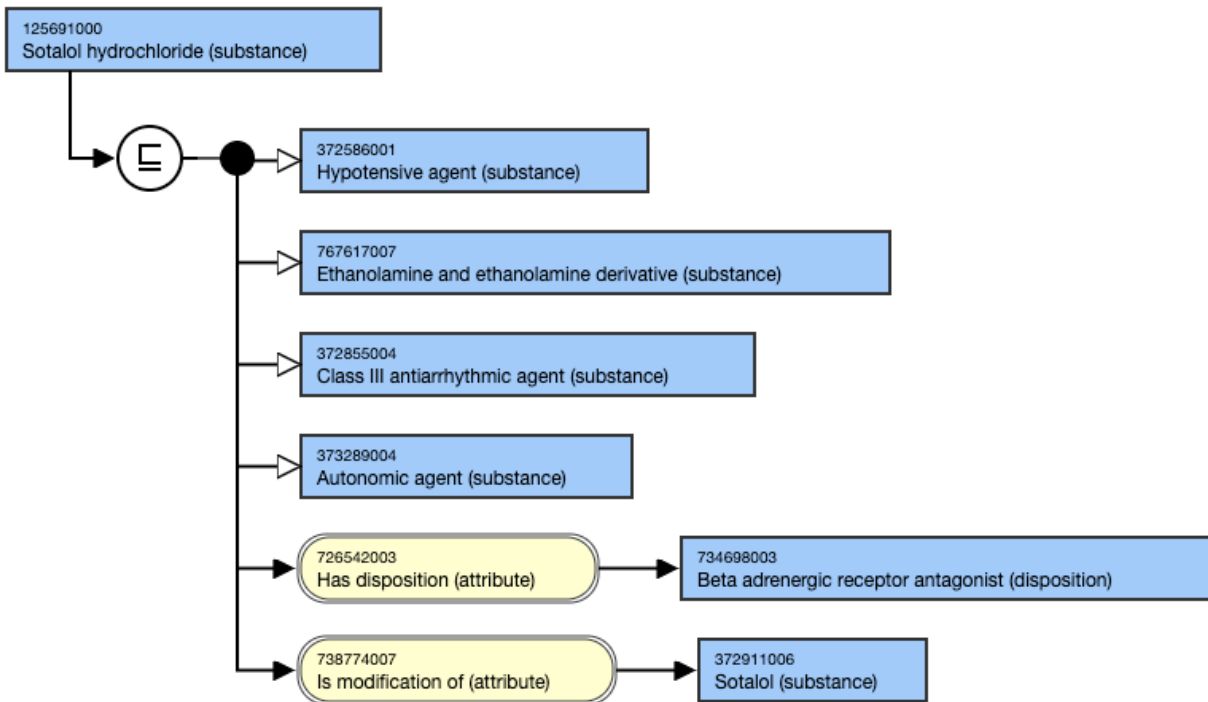 125691000
Sotalol hydrochloride (substance)
⊑
372586001
Hypotensive agent (substance)
767617007
Ethanolamine and ethanolamine derivative (substance)
372855004
Class III antiarrhythmic agent (substance)
373289004
Autonomic agent (substance)
726542003
Has disposition (attribute)
734698003
Beta adrenergic receptor antagonist (disposition)
738774007
Is modification of (attribute)
372911006
Sotalol (substance)